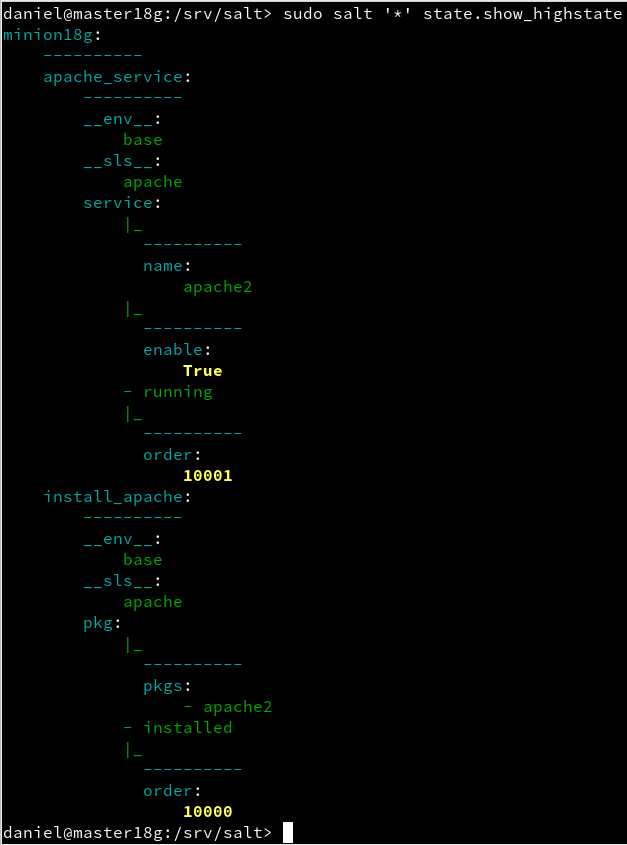 daniel@master18g:/srv/salt> sudo salt '*' state.show_highstate
minion18g:
    ----------
    apache_service:
        ----------
        __env__:
            base
        __sls__:
            apache
        service:
            |_
              ----------
              name:
                  apache2
            |_
              ----------
              enable:
                  True
            - running
            |_
              ----------
              order:
                  10001
    install_apache:
        ----------
        __env__:
            base
        __sls__:
            apache
        pkg:
            |_
              ----------
              pkgs:
                  - apache2
            - installed
            |_
              ----------
              order:
                  10000
daniel@master18g:/srv/salt>